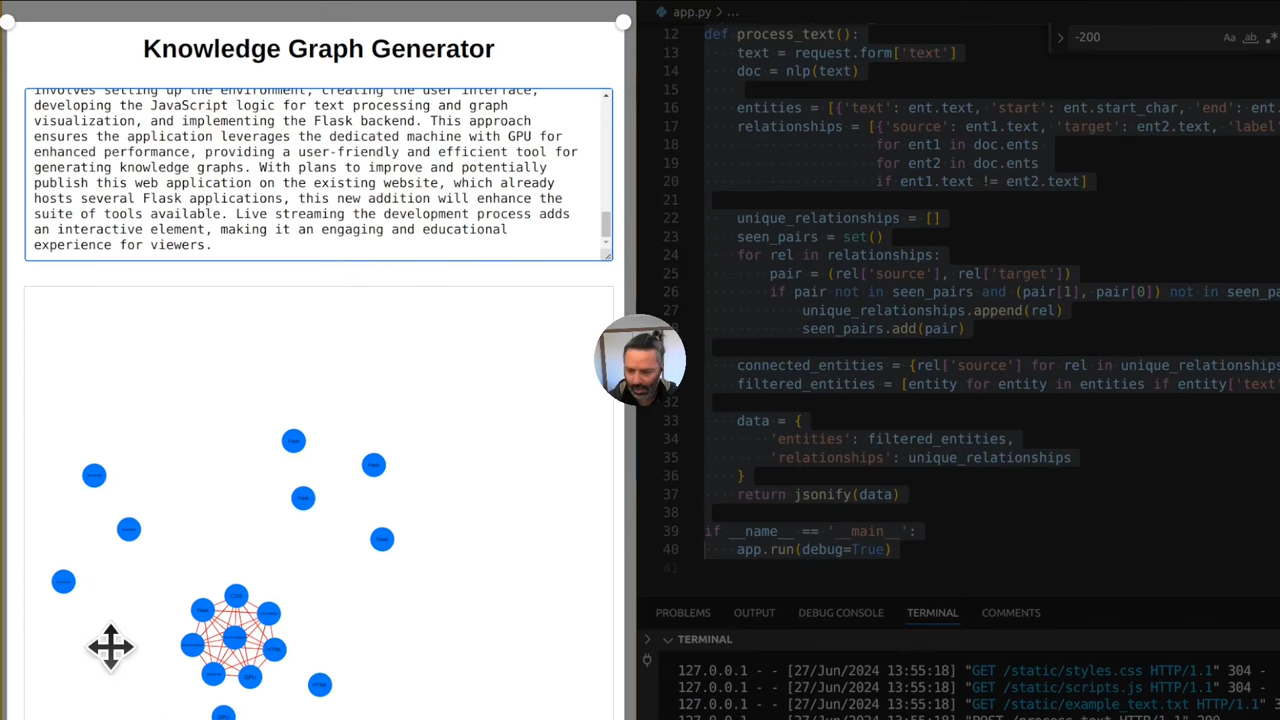 Knowledge Graph Generator
involves setting up the environment, creating the user interface,
developing the JavaScript logic for text processing and graph
visualization, and implementing the Flask backend. This approach
ensures the application leverages the dedicated machine with GPU for
enhanced performance, providing a user-friendly and efficient tool for
generating knowledge graphs. With plans to improve and potentially
publish this web application on the existing website, which already
hosts several Flask applications, this new addition will enhance the
suite of tools available. Live streaming the development process adds
an interactive element, making it an engaging and educational
experience for viewers.
Flask
Flask
Flask
Flask
CSS
Flask
HTML
GPU
HTML
GPU
app.py > ...
-200
Aa ab .*
12 def process_text():
13 text = request.form['text']
14 doc = nlp(text)
15
16 entities = [{'text': ent.text, 'start': ent.start_char, 'end': ent.
17 relationships = [{'source': ent1.text, 'target': ent2.text, 'label'
18 for ent1 in doc.ents
19 for ent2 in doc.ents
20 if ent1.text != ent2.text]
21
22 unique_relationships = []
23 seen_pairs = set()
24 for rel in relationships:
25 pair = (rel['source'], rel['target'])
26 if pair not in seen_pairs and (pair[1], pair[0]) not in seen_pa
27 unique_relationships.append(rel)
seen_pairs.add(pair)
connected_entities = {rel['source'] for rel in unique_relationships
filtered_entities = [entity for entity in entities if entity['text
32
33 data = {
34 'entities': filtered_entities,
35 'relationships': unique_relationships
36 }
37 return jsonify(data)
38
39 if __name__ == '__main__':
40 app.run(debug=True)
41
PROBLEMS OUTPUT DEBUG CONSOLE TERMINAL COMMENTS
TERMINAL
127.0.0.1 - - [27/Jun/2024 13:55:18] "GET /static/styles.css HTTP/1.1" 304 -
127.0.0.1 - - [27/Jun/2024 13:55:18] "GET /static/scripts.js HTTP/1.1" 304 -
127.0.0.1 - - [27/Jun/2024 13:55:18] "GET /static/example_text.txt HTTP/1.1"